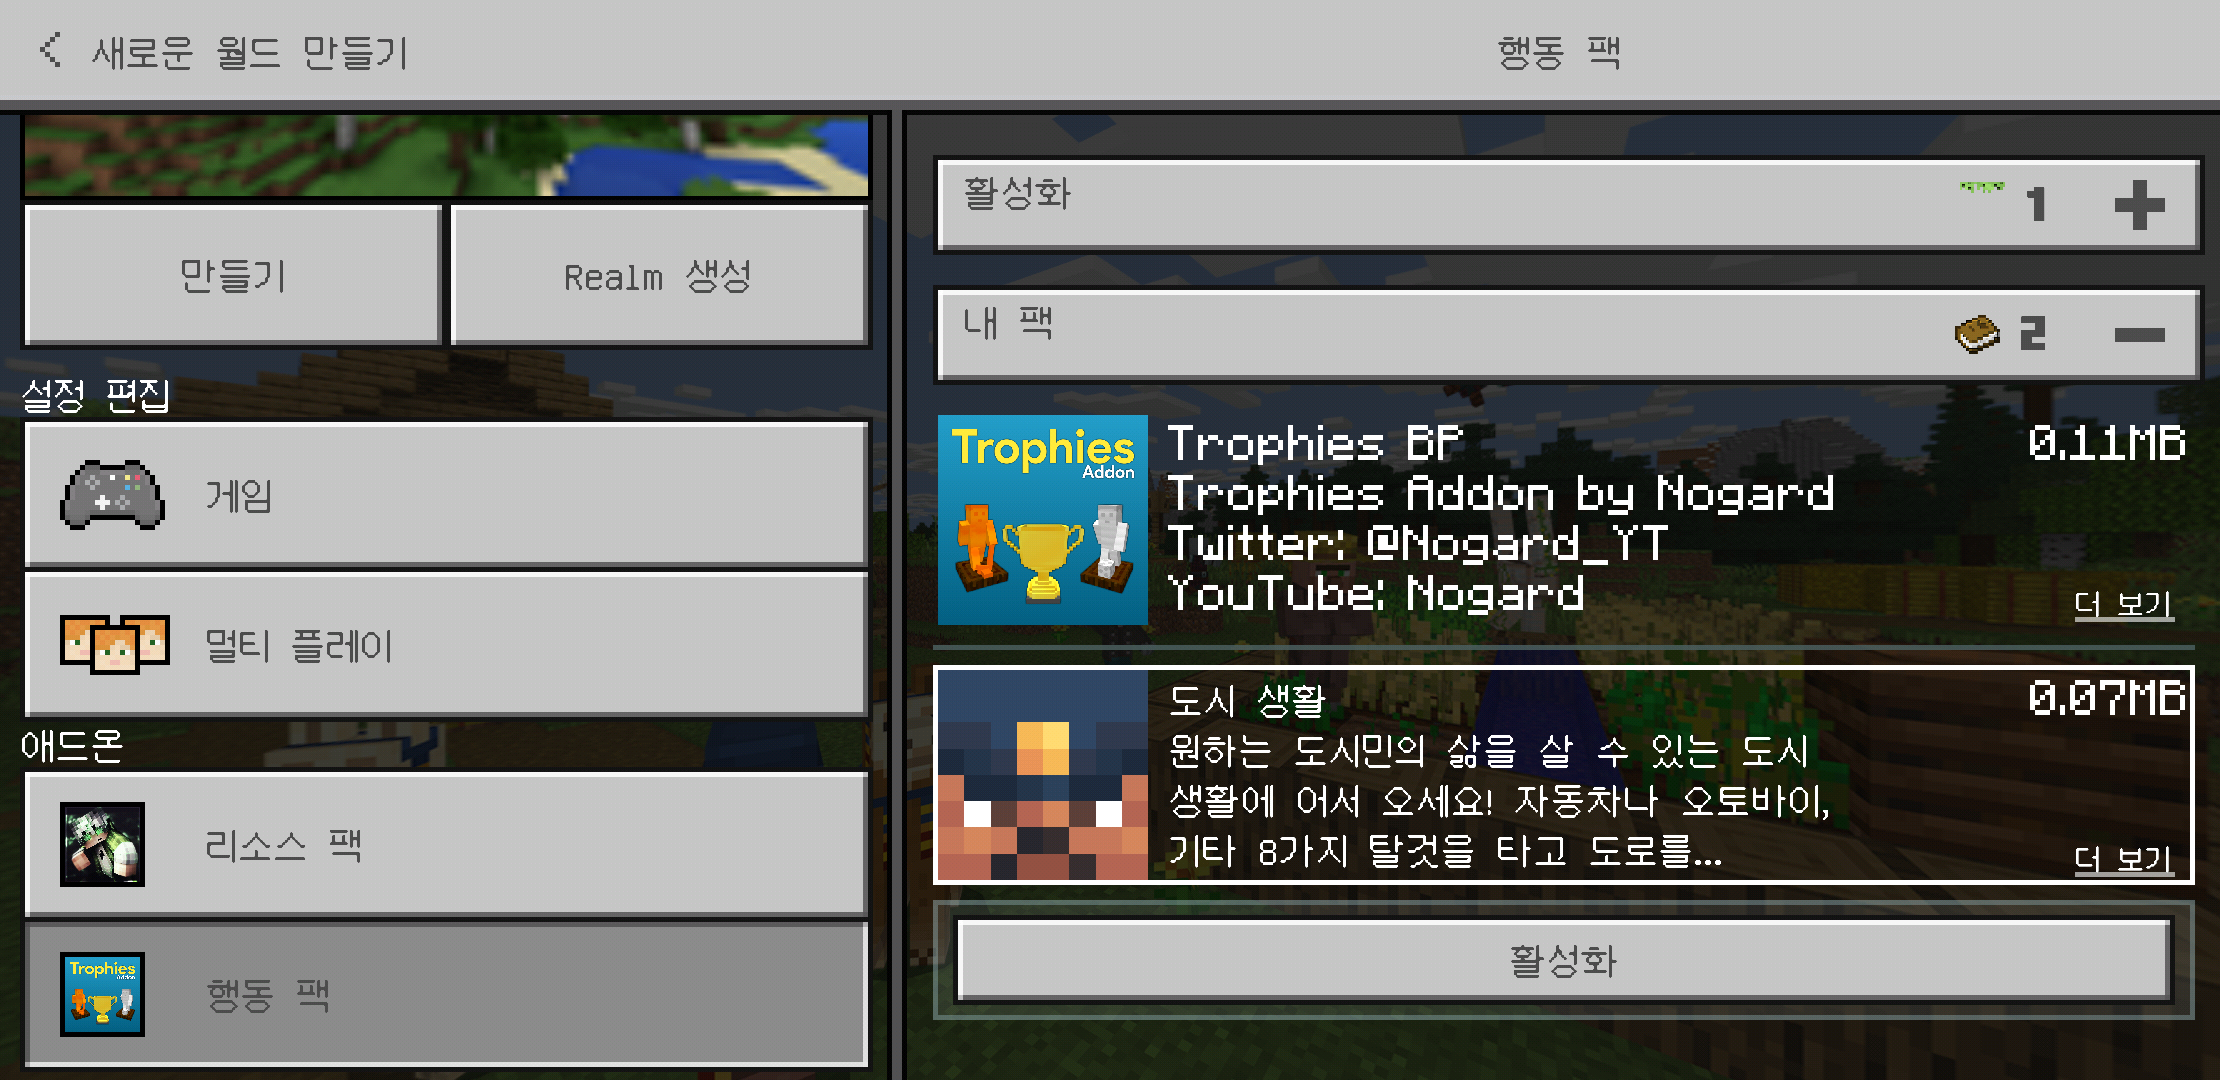 새로운 월드 만들기
행동 팩
만들기
Realm 생성
설정 편집
게임
멀티 플레이
애드온
리소스 팩
Trophies
Addon
행동 팩
활성화
1
내 팩
2
Trophies
Addon
Trophies BP
0.11MB
Trophies Addon by Nogard
Twitter: @Nogard_YT
YouTube: Nogard
더 보기
도시 생활
0.07MB
원하는 도시민의 삶을 살 수 있는 도시
생활에 어서 오세요! 자동차나 오토바이,
기타 8가지 탈것을 타고 도로를...
더 보기
활성화